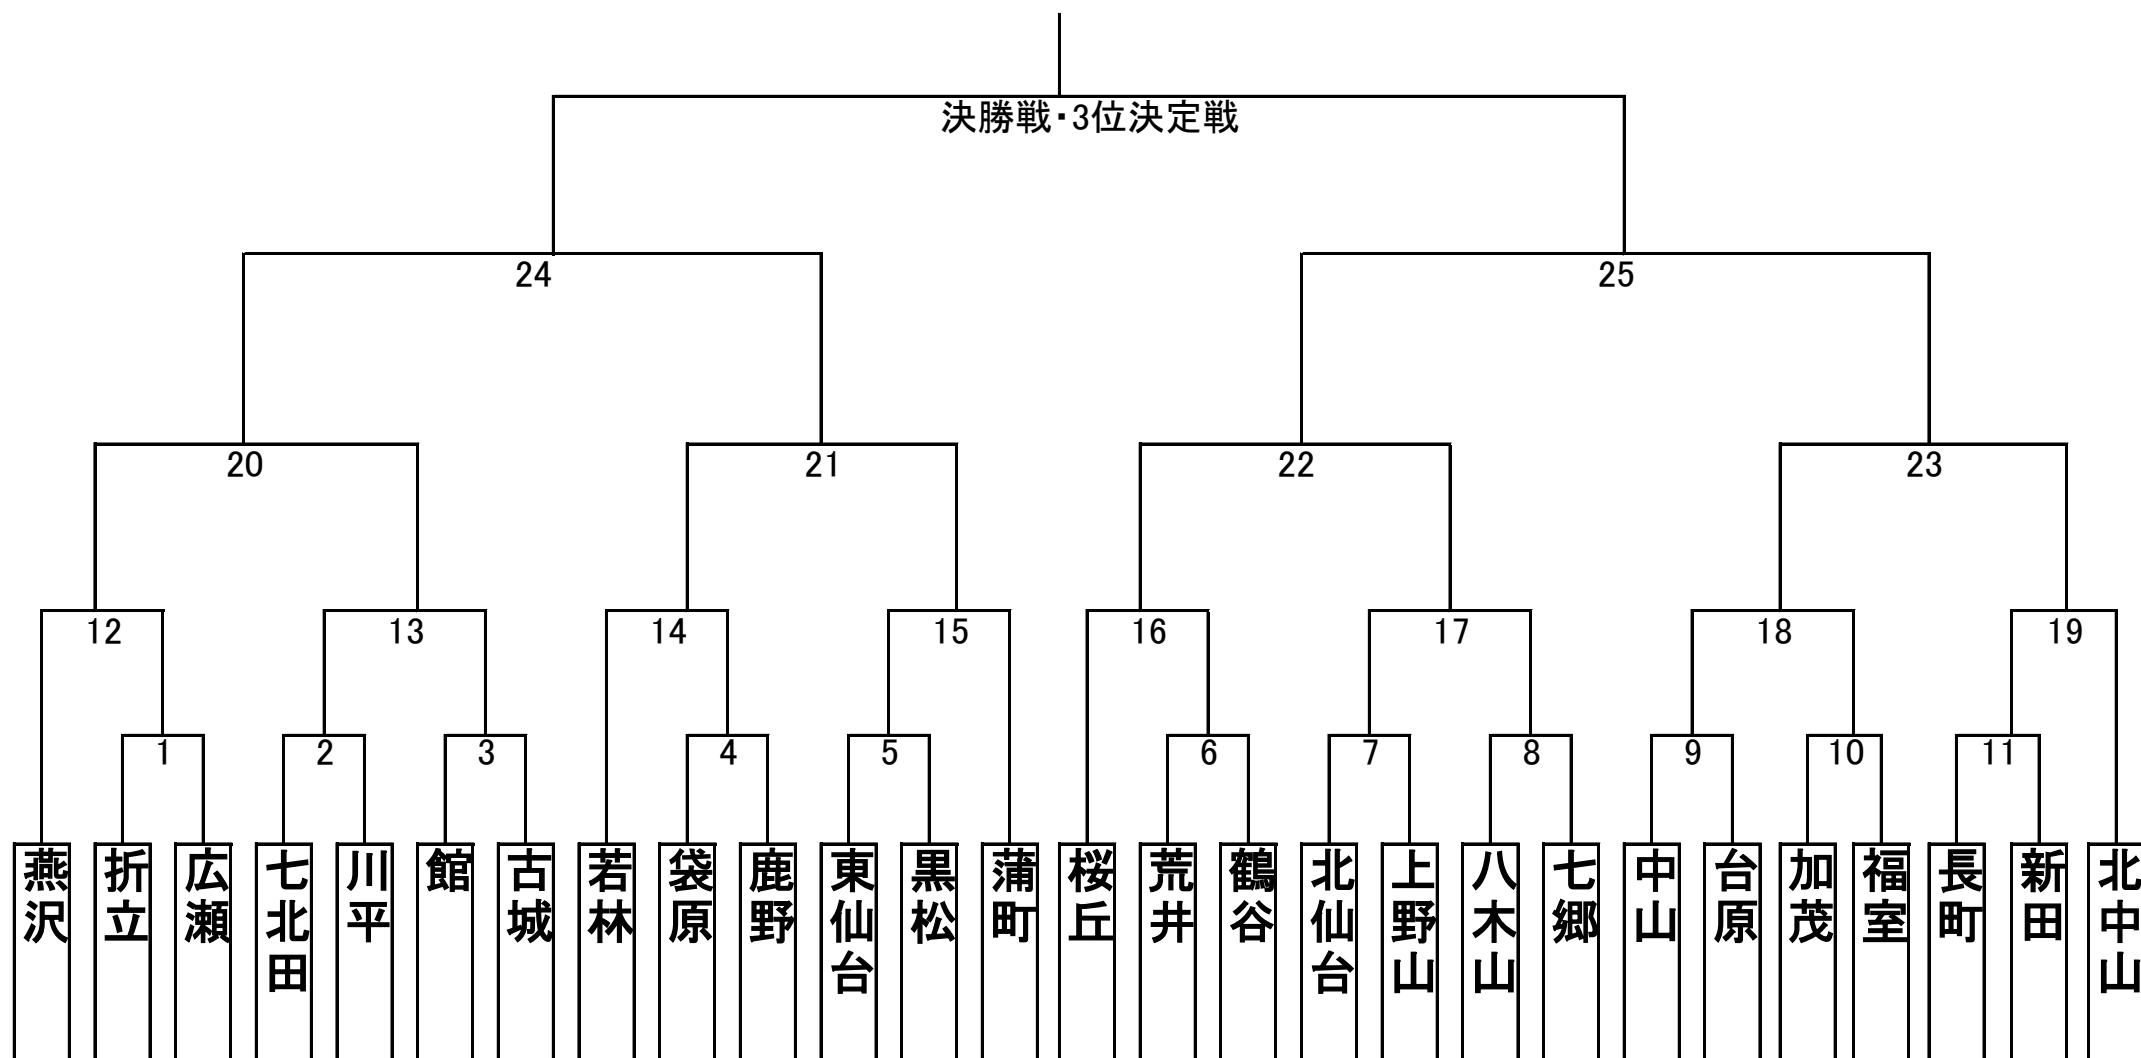 決勝戦・3位決定戦
24
25
20
21
22
23
12
13
14
15
16
17
18
19
1
2
3
4
5
6
7
8
9
10
11
燕沢
折立
広瀬
七北田
川平
館
古城
若林
袋原
鹿野
東仙台
黒松
蒲町
桜丘
荒井
鶴谷
北仙台
上野山
八木山
七郷
中山
台原
加茂
福室
長町
新田
北中山